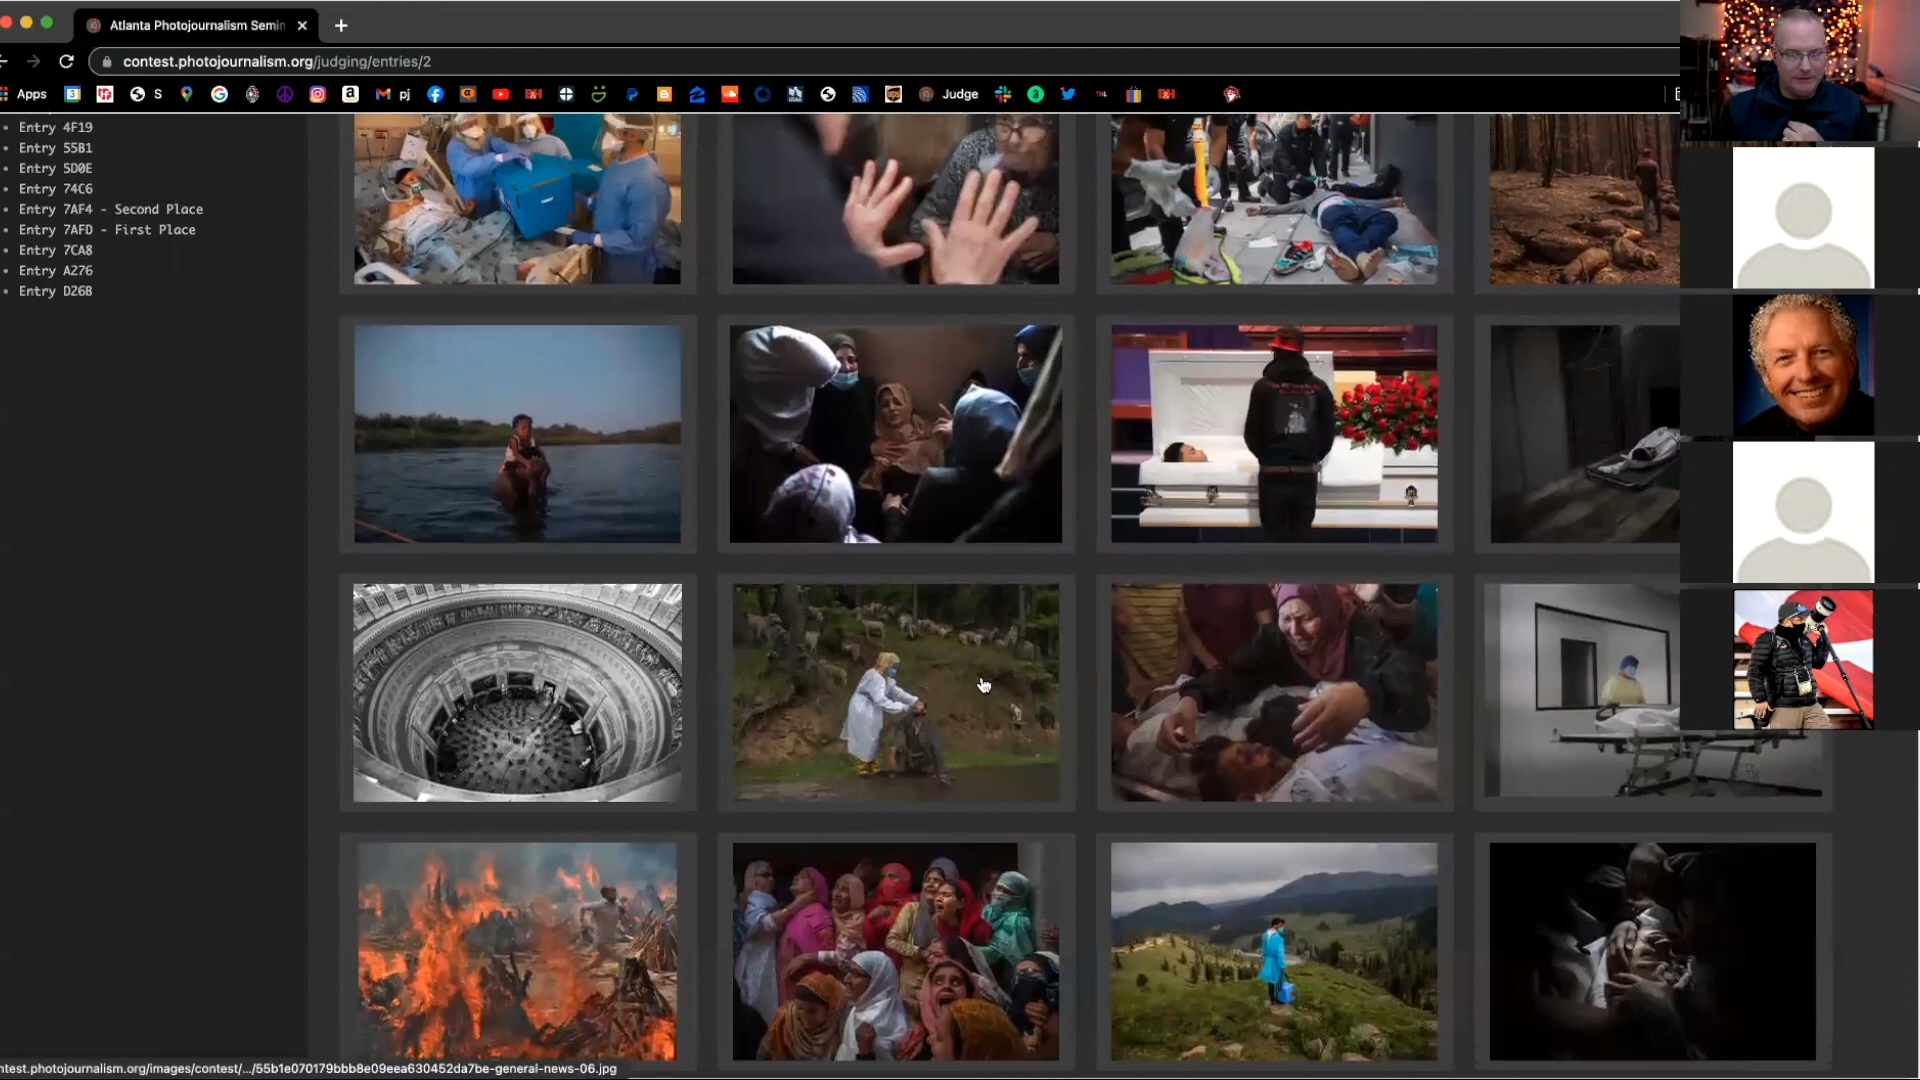 Atlanta Photojournalism Semin
contest.photojournalism.org/judging/entries/2
Apps
S
pj
Judge
Entry 4F19
Entry 55B1
Entry 5D0E
Entry 74C6
Entry 7AF4 - Second Place
Entry 7AFD - First Place
Entry 7CA8
Entry A276
Entry D26B
ntest.photojournalism.org/images/contest/.../55b1e070179bbb8e09eea630452da7be-general-news-06.jpg